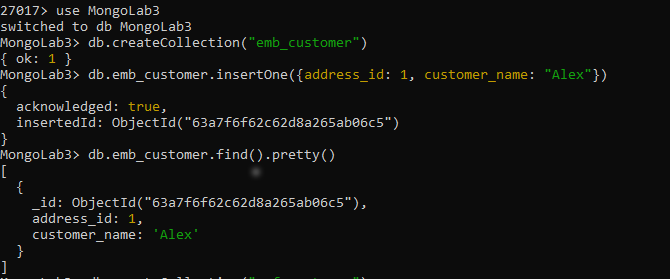 27017> use MongoLab3
switched to db MongoLab3
MongoLab3> db.createCollection("emb_customer")
{ ok: 1 }
MongoLab3> db.emb_customer.insertOne({address_id: 1, customer_name: "Alex"})
{
  acknowledged: true,
  insertedId: ObjectId("63a7f6f62c62d8a265ab06c5")
}
MongoLab3> db.emb_customer.find().pretty()
[
  {
    _id: ObjectId("63a7f6f62c62d8a265ab06c5"),
    address_id: 1,
    customer_name: 'Alex'
  }
]